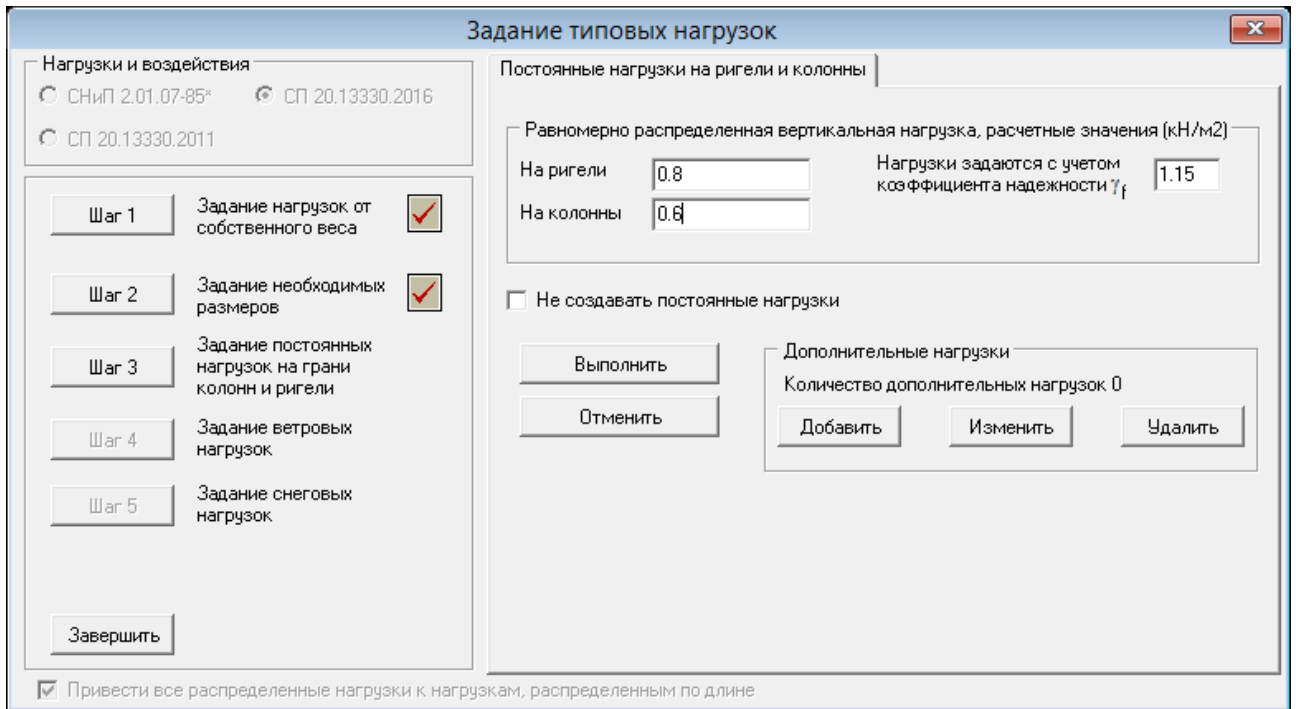 Задание типовых нагрузок
Нагрузки и воздействия
СНиП 2.01.07-85*
СП 20.13330.2016
СП 20.13330.2011
Шаг 1
Задание нагрузок от
собственного веса
Шаг 2
Задание необходимых
размеров
Шаг 3
Задание постоянных
нагрузок на грани
колонн и ригели
Шаг 4
Задание ветровых
нагрузок
Шаг 5
Задание снеговых
нагрузок
Завершить
Постоянные нагрузки на ригели и колонны
Равномерно распределенная вертикальная нагрузка, расчетные значения (кН/м2)
На ригели
0.8
На колонны
0.6
Нагрузки задаются с учетом
коэффициента надежности γf
1.15
Не создавать постоянные нагрузки
Выполнить
Отменить
Дополнительные нагрузки
Количество дополнительных нагрузок 0
Добавить
Изменить
Удалить
Привести все распределенные нагрузки к нагрузкам, распределенным по длине